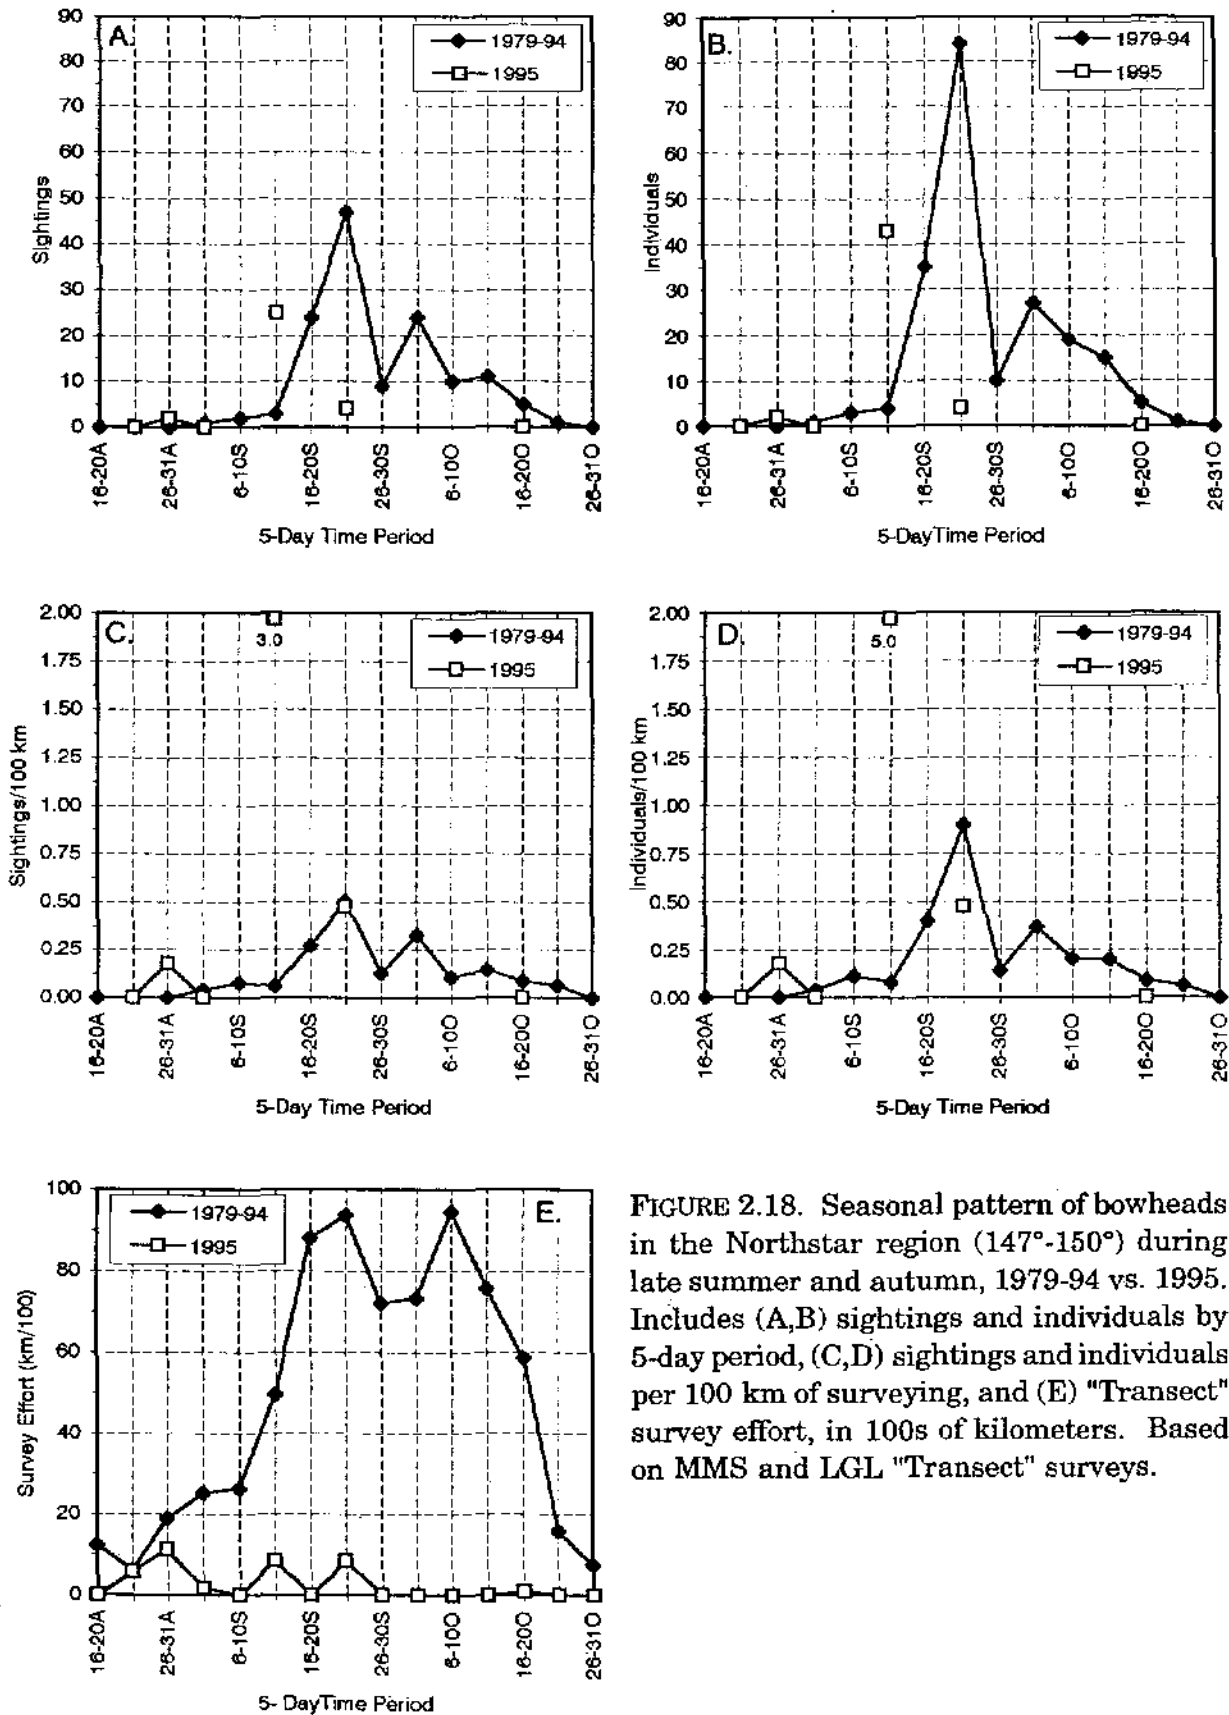 A.
90
80
70
60
50
40
30
20
10
0
Sightings
1979-94
1995
16-20A
26-31A
6-10S
16-20S
26-30S
6-10O
16-20O
26-31O
5-Day Time Period
B.
90
80
70
60
50
40
30
20
10
0
Individuals
1979-94
1995
16-20A
26-31A
6-10S
16-20S
26-30S
6-10O
16-20O
26-31O
5-DayTime Period
C.
2.00
1.75
1.50
1.25
1.00
0.75
0.50
0.25
0.00
Sightings/100 km
3.0
1979-94
1995
16-20A
26-31A
6-10S
16-20S
26-30S
6-10O
16-20O
26-31O
5-Day Time Period
D.
2.00
1.75
1.50
1.25
1.00
0.75
0.50
0.25
0.00
Individuals/100 km
5.0
1979-94
1995
16-20A
26-31A
6-10S
16-20S
26-30S
6-10O
16-20O
26-31O
5-Day Time Period
E.
100
80
60
40
20
0
Survey Effort (km/100)
1979-94
1995
16-20A
26-31A
6-10S
16-20S
26-30S
6-10O
16-20O
26-31O
5- DayTime Period
FIGURE 2.18. Seasonal pattern of bowheads
in the Northstar region (147°-150°) during
late summer and autumn, 1979-94 vs. 1995.
Includes (A,B) sightings and individuals by
5-day period, (C,D) sightings and individuals
per 100 km of surveying, and (E) "Transect"
survey effort, in 100s of kilometers. Based
on MMS and LGL "Transect" surveys.